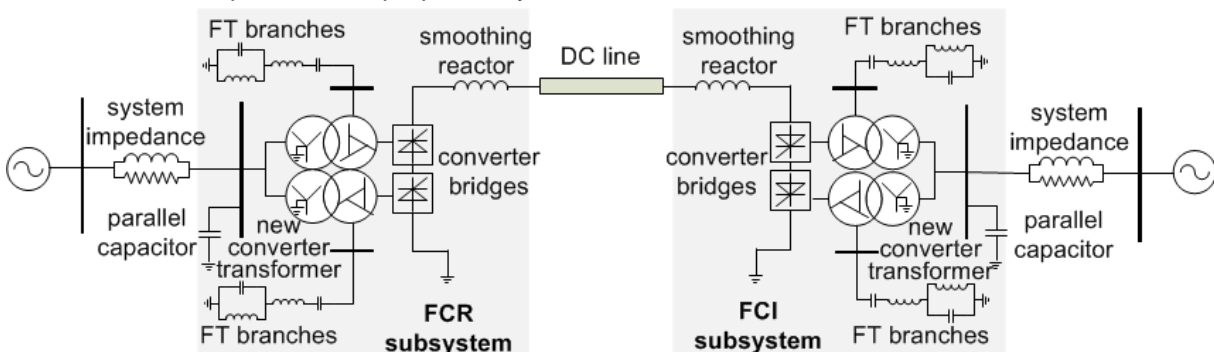 FT branches
smoothing
reactor
DC line
smoothing
reactor
FT branches
system
impedance
system
impedance
converter
bridges
converter
bridges
parallel
capacitor
new
converter
transformer
new
converter
transformer
parallel
capacitor
FT branches
FCR
subsystem
FCI
subsystem
FT branches